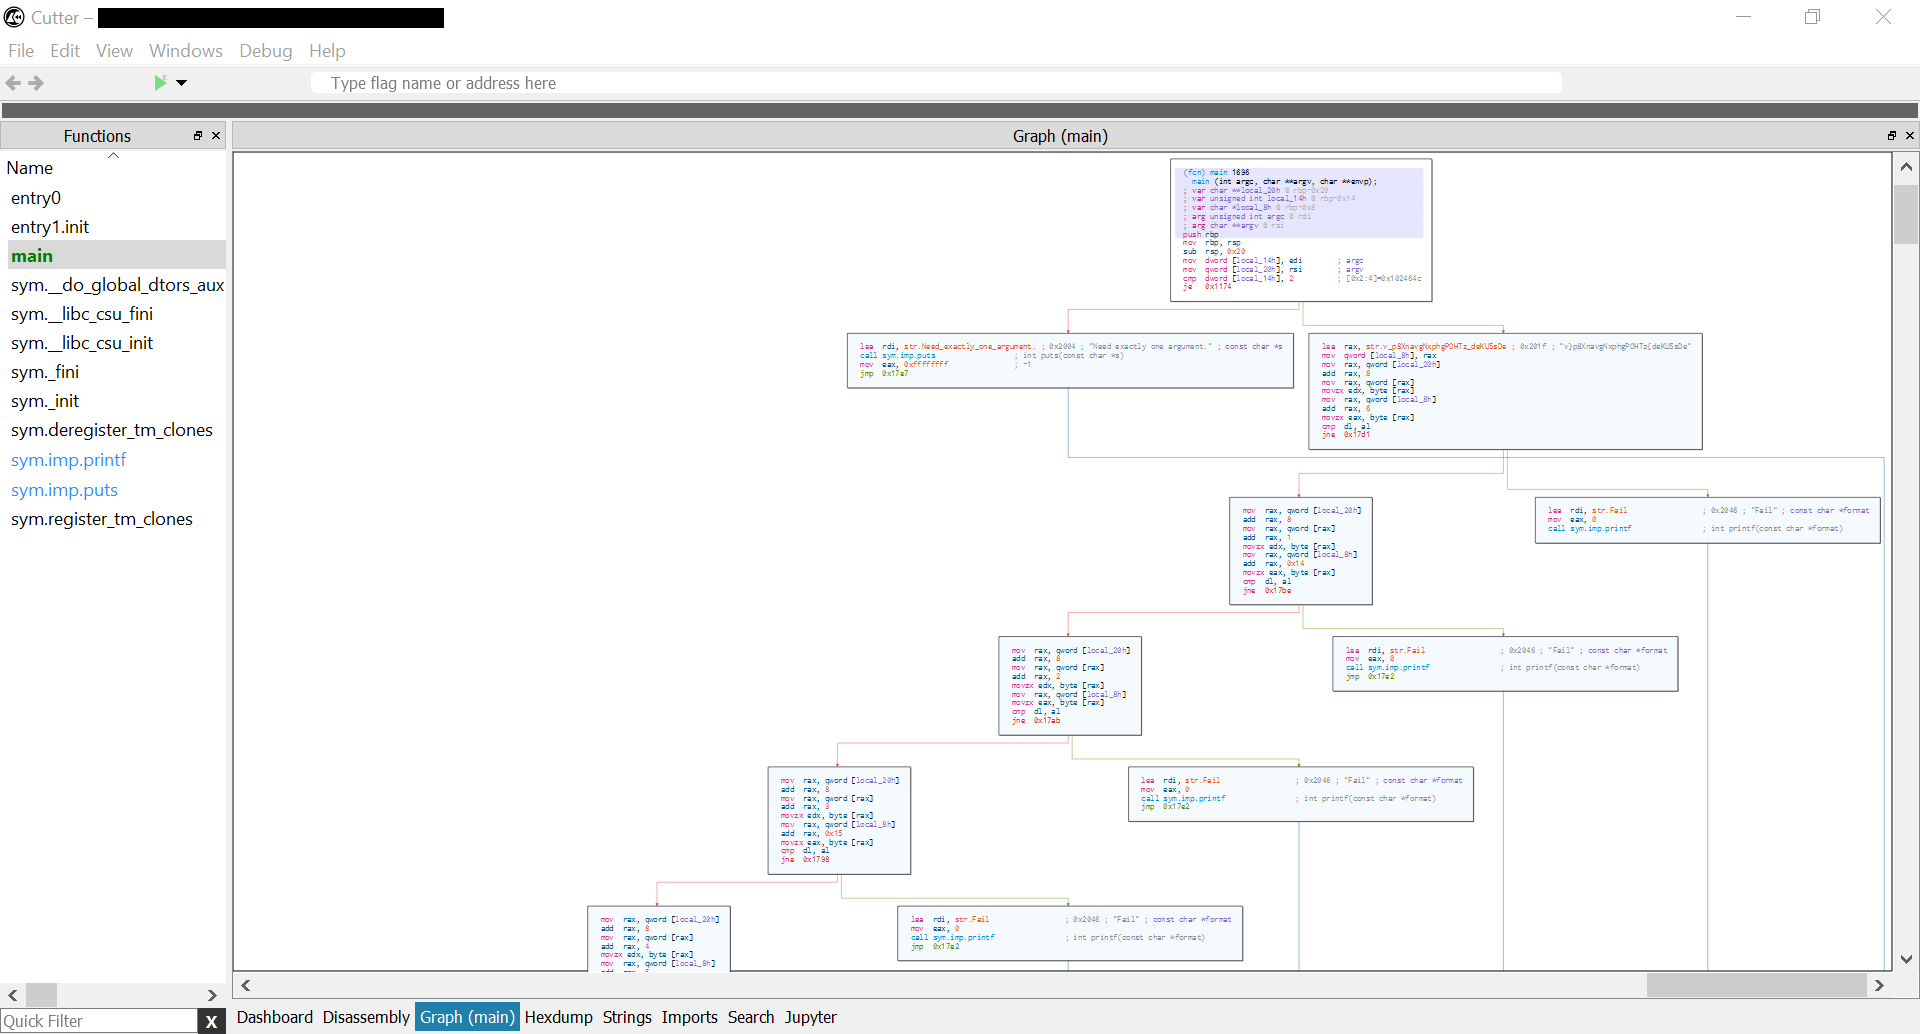 Cutter –
File Edit View Windows Debug Help
Type flag name or address here
Functions
Name
entry0
entry1.init
main
sym.__do_global_dtors_aux
sym.__libc_csu_fini
sym.__libc_csu_init
sym._fini
sym._init
sym.deregister_tm_clones
sym.imp.printf
sym.imp.puts
sym.register_tm_clones
Quick Filter X
Graph (main)
(fcn) main 1696
main (int argc, char **argv, char **envp);
; var char **local_20h @ rbp-0x20
; var unsigned int local_14h @ rbp-0x14
; var char *local_8h @ rbp-0x8
; arg unsigned int argc @ rdi
; arg char **argv @ rsi
push rbp
mov rbp, rsp
sub rsp, 0x20
mov dword [local_14h], edi ; argc
mov qword [local_20h], rsi ; argv
cmp dword [local_14h], 2 ; [0x2:4]=0x102464c
je 0x1174
lea rdi, str.Need_exactly_one_argument. ; 0x2004 ; "Need exactly one argument." ; const char *s
call sym.imp.puts ; int puts(const char *s)
mov eax, 0xffffffff ; -1
jmp 0x17e7
lea rax, str.v_p8XnavgNxphgPOHTz_deKU5sDe ; 0x201f ; "v}p8XnavgNxphgPOHTz{deKU5sDe"
mov qword [local_8h], rax
mov rax, qword [local_20h]
add rax, 8
mov rax, qword [rax]
movzx edx, byte [rax]
mov rax, qword [local_8h]
add rax, 6
movzx eax, byte [rax]
cmp dl, al
jne 0x17d1
mov rax, qword [local_20h]
add rax, 8
mov rax, qword [rax]
add rax, 1
movzx edx, byte [rax]
mov rax, qword [local_8h]
add rax, 0x14
movzx eax, byte [rax]
cmp dl, al
jne 0x17be
lea rdi, str.Fail ; 0x2046 ; "Fail" ; const char *format
mov eax, 0
call sym.imp.printf ; int printf(const char *format)
mov rax, qword [local_20h]
add rax, 8
mov rax, qword [rax]
add rax, 2
movzx edx, byte [rax]
mov rax, qword [local_8h]
movzx eax, byte [rax]
cmp dl, al
jne 0x17ab
lea rdi, str.Fail ; 0x2046 ; "Fail" ; const char *format
mov eax, 0
call sym.imp.printf ; int printf(const char *format)
jmp 0x17e2
mov rax, qword [local_20h]
add rax, 8
mov rax, qword [rax]
add rax, 3
movzx edx, byte [rax]
mov rax, qword [local_8h]
add rax, 0x15
movzx eax, byte [rax]
cmp dl, al
jne 0x1798
lea rdi, str.Fail ; 0x2046 ; "Fail" ; const char *format
mov eax, 0
call sym.imp.printf ; int printf(const char *format)
jmp 0x17e2
mov rax, qword [local_20h]
add rax, 8
mov rax, qword [rax]
add rax, 4
movzx edx, byte [rax]
mov rax, qword [local_8h]
lea rdi, str.Fail ; 0x2046 ; "Fail" ; const char *format
mov eax, 0
call sym.imp.printf ; int printf(const char *format)
jmp 0x17e2
Dashboard Disassembly Graph (main) Hexdump Strings Imports Search Jupyter